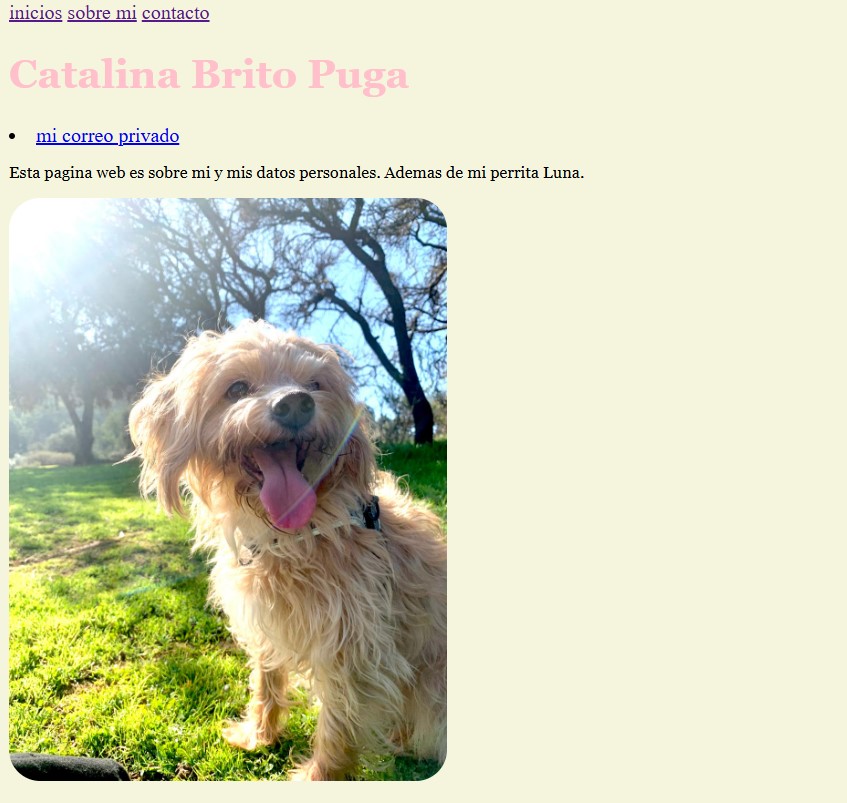 inicios sobre mi contacto
Catalina Brito Puga
mi correo privado
Esta pagina web es sobre mi y mis datos personales. Ademas de mi perrita Luna.